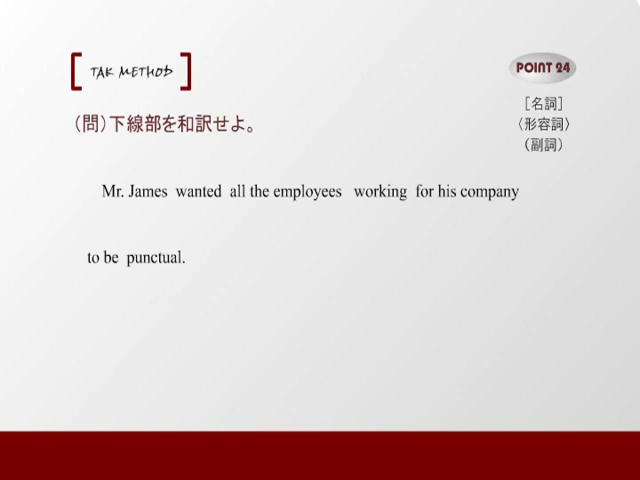 TAK METHOD
POINT 24
[名詞]
〈形容詞〉
(副詞)
(問)下線部を和訳せよ。
Mr. James wanted all the employees working for his company
to be punctual.